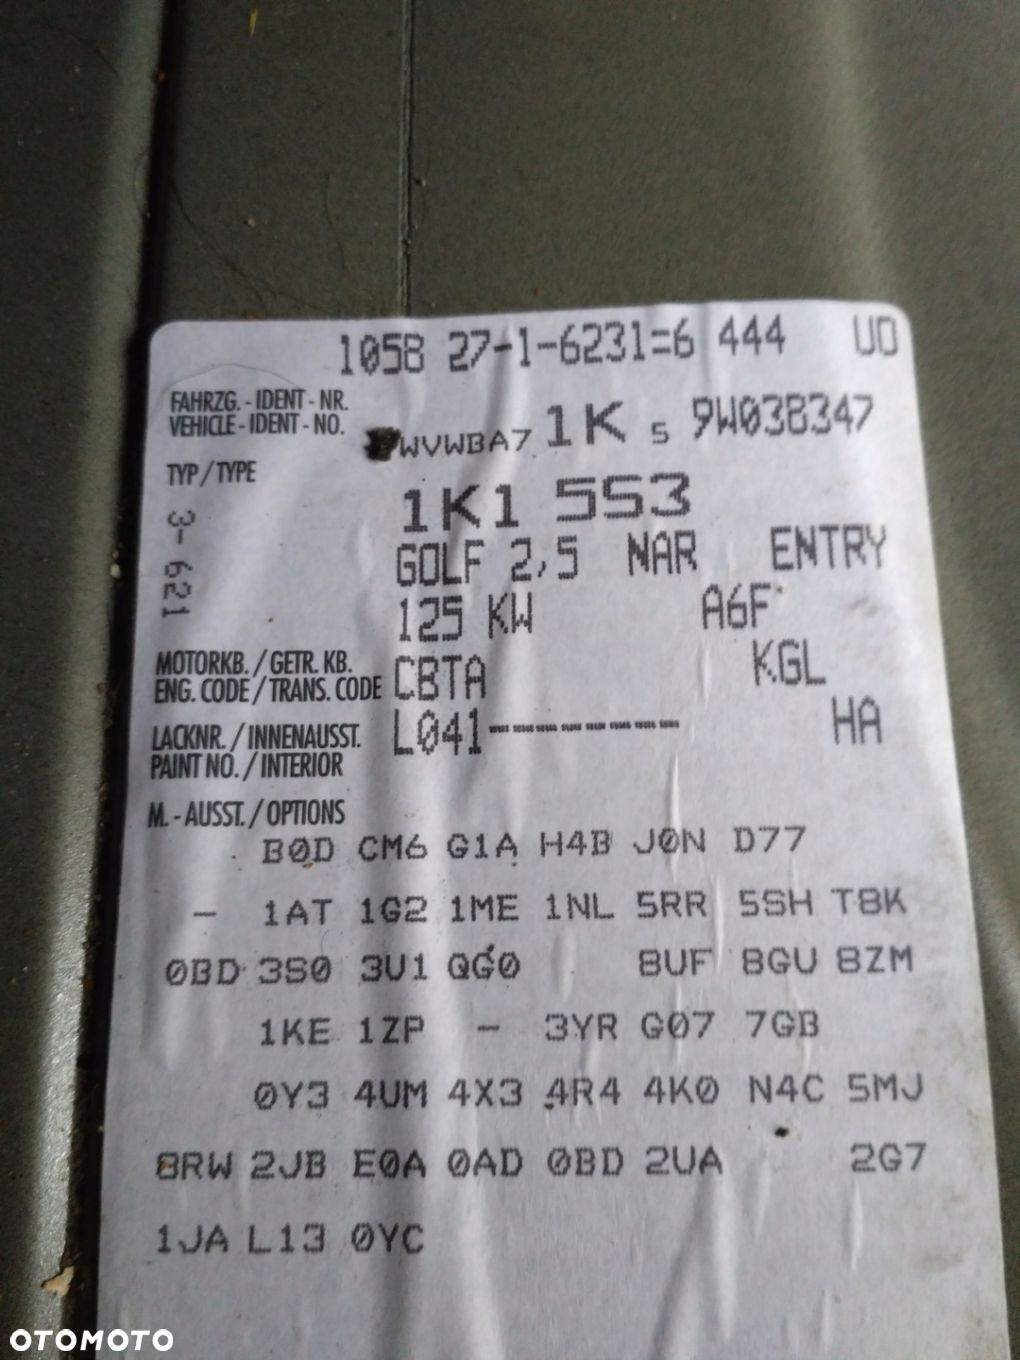 1058 27-1-6231=6 444 UO
FAHRZG. - IDENT - NR.
VEHICLE - IDENT - NO.
WVWBA7 1K 5 9W038347
TYP / TYPE
1K1 5S3
3- 621
GOLF 2,5 NAR ENTRY
125 KW A6F
MOTORKB. / GETR. KB.
ENG. CODE / TRANS. CODE
CBTA KGL
LACKNR. / INNENAUSST.
PAINT NO. / INTERIOR
L041-------- HA
M. - AUSST. / OPTIONS
B0D CM6 G1A H4B J0N D77
- 1AT 1G2 1ME 1NL 5RR 5SH T8K
0BD 3S0 3U1 QG0 8UF 8GU 8ZM
1KE 1ZP - 3YR G07 7GB
0Y3 4UM 4X3 4R4 4K0 N4C 5MJ
8RW 2JB E0A 0AD 0BD 2UA 2G7
1JA L13 0YC
OTOMOTO